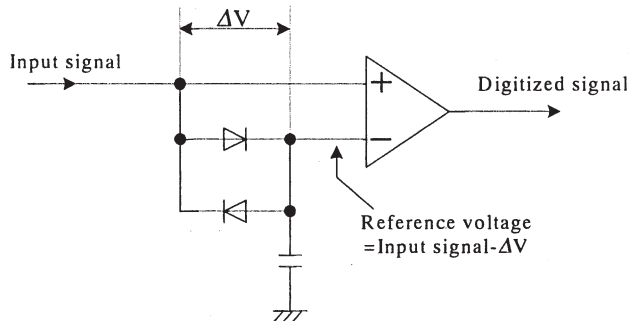 ΔV
Input signal
+
Digitized signal
−
Reference voltage
=Input signal-ΔV